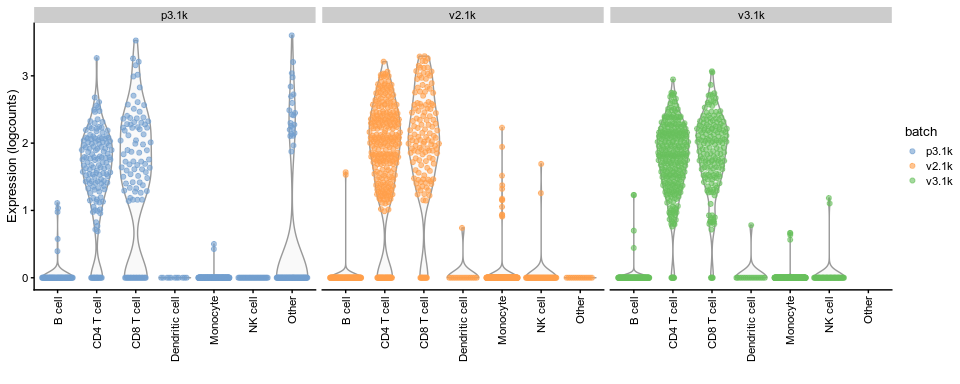 p3.1k v2.1k v3.1k
Expression (logcounts)
3
2
1
0
B cell CD4 T cell CD8 T cell Dendritic cell Monocyte NK cell Other B cell CD4 T cell CD8 T cell Dendritic cell Monocyte NK cell Other B cell CD4 T cell CD8 T cell Dendritic cell Monocyte NK cell Other
batch
p3.1k
v2.1k
v3.1k